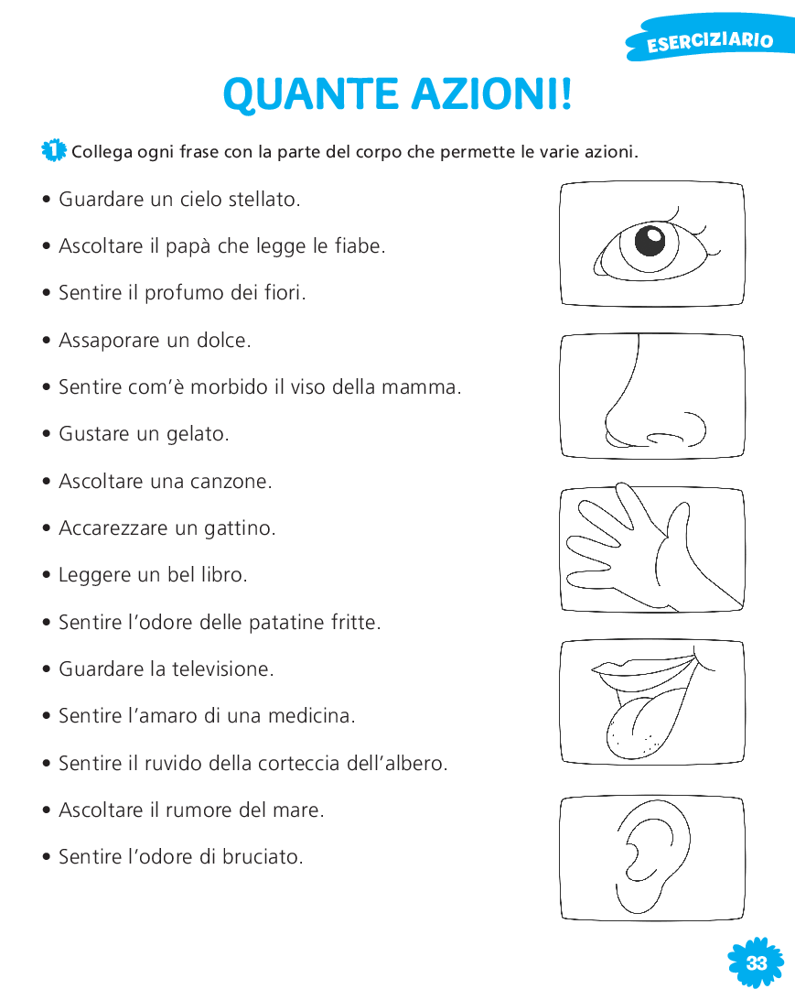 ESERCIZIARIO
QUANTE AZIONI!
1 Collega ogni frase con la parte del corpo che permette le varie azioni.
• Guardare un cielo stellato.
• Ascoltare il papà che legge le fiabe.
• Sentire il profumo dei fiori.
• Assaporare un dolce.
• Sentire com’è morbido il viso della mamma.
• Gustare un gelato.
• Ascoltare una canzone.
• Accarezzare un gattino.
• Leggere un bel libro.
• Sentire l’odore delle patatine fritte.
• Guardare la televisione.
• Sentire l’amaro di una medicina.
• Sentire il ruvido della corteccia dell’albero.
• Ascoltare il rumore del mare.
• Sentire l’odore di bruciato.
33